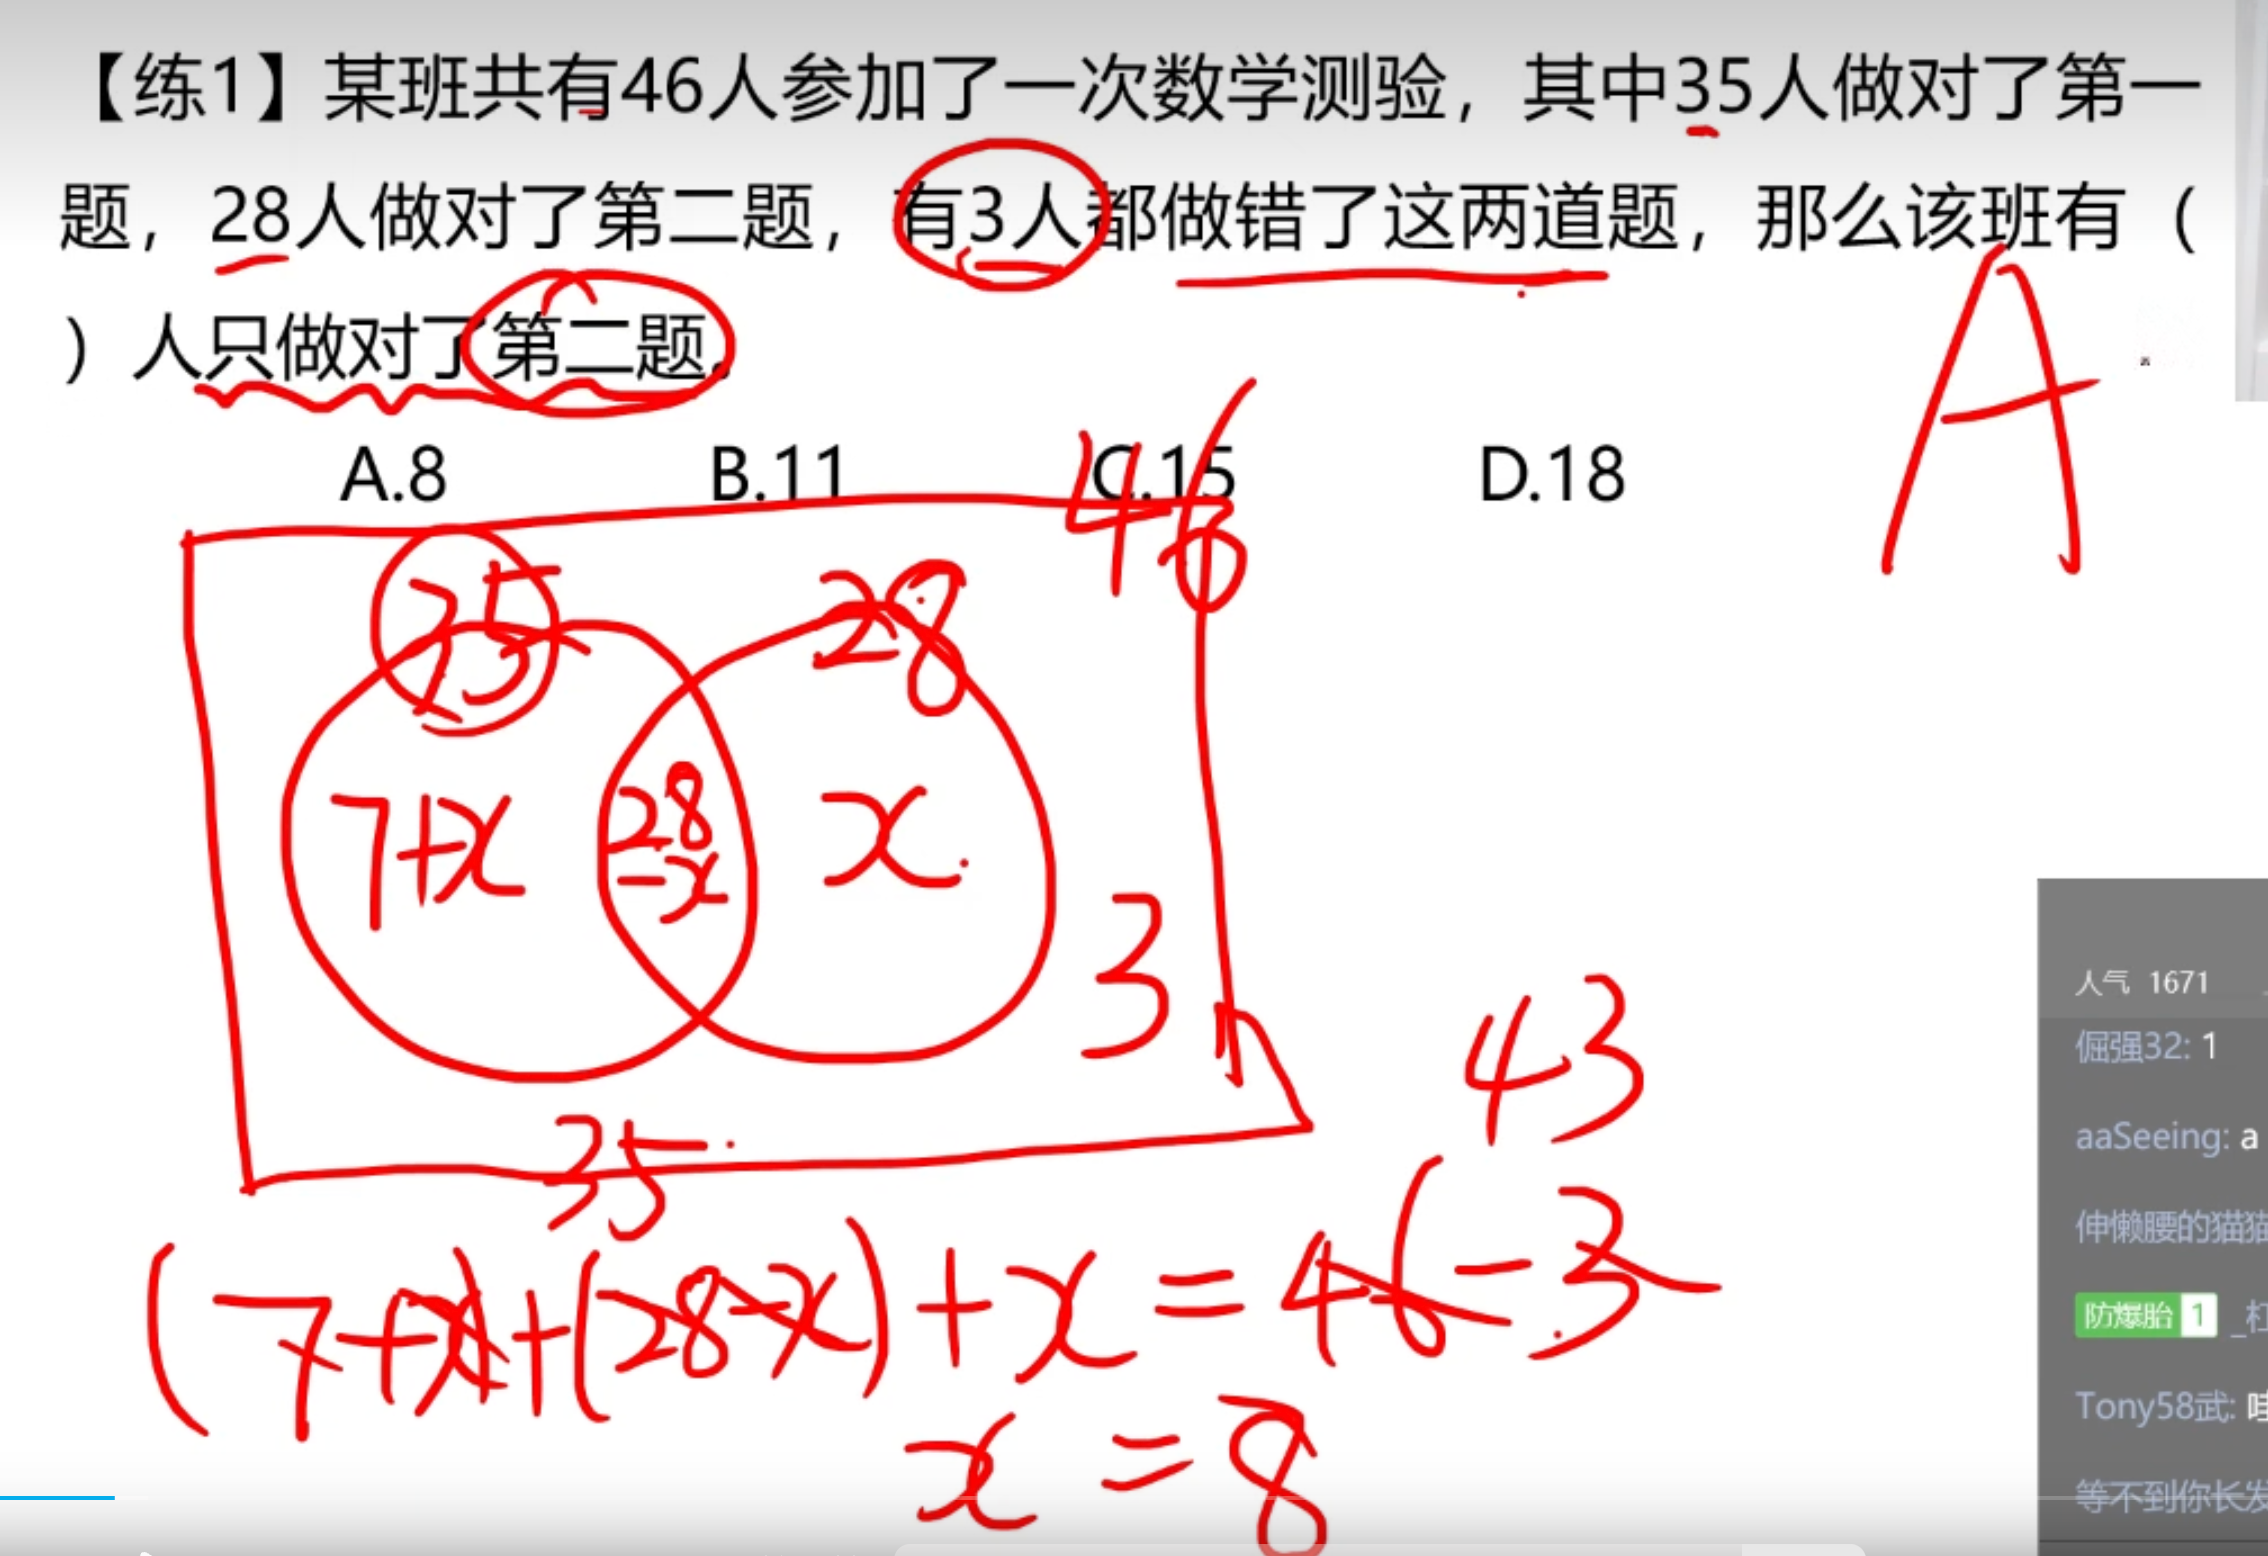 【练1】某班共有46人参加了一次数学测验，其中35人做对了第一
题，28人做对了第二题，有3人都做错了这两道题，那么该班有（
）人只做对了第二题。
A.8 B.11 C.15 D.18
A
46
35
28
7+x
28
-x
x
3
35
43
(7+x)+(28-x)+x=46-3
x=8
人气 1671
倔强32: 1
aaSeeing: a
伸懒腰的猫猫
防爆胎 1
Tony58武: 哇
等不到你长发